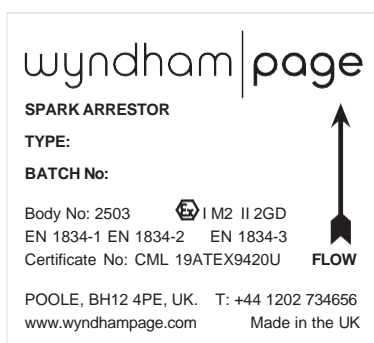 wyndham|page
SPARK ARRESTOR
TYPE:
BATCH No:
Body No: 2503 Ex I M2 II 2GD
EN 1834-1 EN 1834-2 EN 1834-3
Certificate No: CML 19ATEX9420U FLOW
POOLE, BH12 4PE, UK. T: +44 1202 734656
www.wyndhampage.com Made in the UK